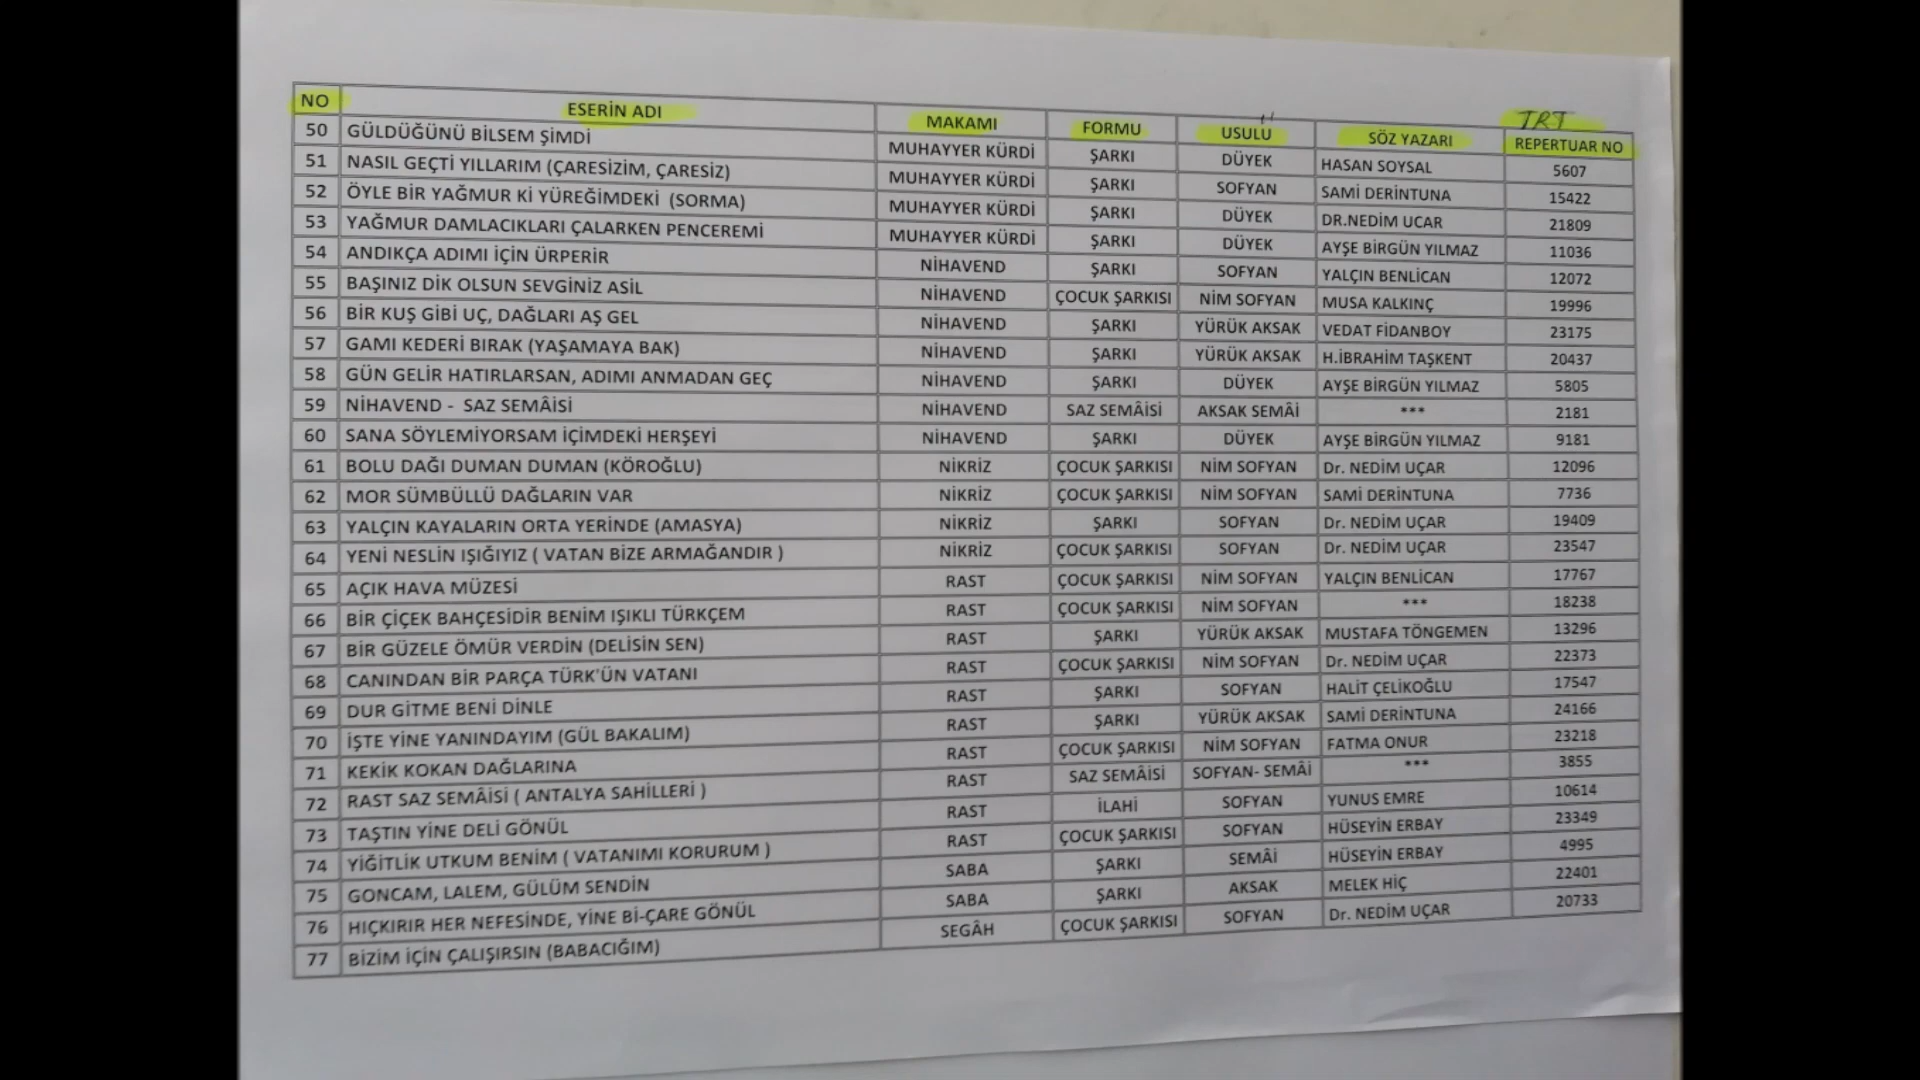 TRT
NO ESERİN ADI MAKAMI FORMU USULÜ SÖZ YAZARI REPERTUAR NO
50 GÜLDÜĞÜNÜ BİLSEM ŞİMDİ MUHAYYER KÜRDİ ŞARKI DÜYEK HASAN SOYSAL 5607
51 NASIL GEÇTİ YILLARIM (ÇARESİZİM, ÇARESİZ) MUHAYYER KÜRDİ ŞARKI SOFYAN SAMİ DERİNTUNA 15422
52 ÖYLE BİR YAĞMUR Kİ YÜREĞİMDEKİ (SORMA) MUHAYYER KÜRDİ ŞARKI DÜYEK DR.NEDİM UCAR 21809
53 YAĞMUR DAMLACIKLARI ÇALARKEN PENCEREMİ MUHAYYER KÜRDİ ŞARKI DÜYEK AYŞE BİRGÜN YILMAZ 11036
54 ANDIKÇA ADIMI İÇİN ÜRPERİR NİHAVEND ŞARKI SOFYAN YALÇIN BENLİCAN 12072
55 BAŞINIZ DİK OLSUN SEVGİNİZ ASİL NİHAVEND ÇOCUK ŞARKISI NİM SOFYAN MUSA KALKINÇ 19996
56 BİR KUŞ GİBİ UÇ, DAĞLARI AŞ GEL NİHAVEND ŞARKI YÜRÜK AKSAK VEDAT FİDANBOY 23175
57 GAMI KEDERİ BIRAK (YAŞAMAYA BAK) NİHAVEND ŞARKI YÜRÜK AKSAK H.İBRAHİM TAŞKENT 20437
58 GÜN GELİR HATIRLARSAN, ADIMI ANMADAN GEÇ NİHAVEND ŞARKI DÜYEK AYŞE BİRGÜN YILMAZ 5805
59 NİHAVEND - SAZ SEMÂİSİ NİHAVEND SAZ SEMÂİSİ AKSAK SEMÂİ *** 2181
60 SANA SÖYLEMİYORSAM İÇİMDEKİ HERŞEYİ NİHAVEND ŞARKI DÜYEK AYŞE BİRGÜN YILMAZ 9181
61 BOLU DAĞI DUMAN DUMAN (KÖROĞLU) NİKRİZ ÇOCUK ŞARKISI NİM SOFYAN Dr. NEDİM UÇAR 12096
62 MOR SÜMBÜLLÜ DAĞLARIN VAR NİKRİZ ÇOCUK ŞARKISI NİM SOFYAN SAMİ DERİNTUNA 7736
63 YALÇIN KAYALARIN ORTA YERİNDE (AMASYA) NİKRİZ ŞARKI SOFYAN Dr. NEDİM UÇAR 19409
64 YENİ NESLİN IŞIĞIYIZ ( VATAN BİZE ARMAĞANDIR ) NİKRİZ ÇOCUK ŞARKISI SOFYAN Dr. NEDİM UÇAR 23547
65 AÇIK HAVA MÜZESİ RAST ÇOCUK ŞARKISI NİM SOFYAN YALÇIN BENLİCAN 17767
66 BİR ÇİÇEK BAHÇESİDİR BENİM IŞIKLI TÜRKÇEM RAST ÇOCUK ŞARKISI NİM SOFYAN *** 18238
67 BİR GÜZELE ÖMÜR VERDİN (DELİSİN SEN) RAST ŞARKI YÜRÜK AKSAK MUSTAFA TÖNGEMEN 13296
68 CANINDAN BİR PARÇA TÜRK'ÜN VATANI RAST ÇOCUK ŞARKISI NİM SOFYAN Dr. NEDİM UÇAR 22373
69 DUR GİTME BENİ DİNLE RAST ŞARKI SOFYAN HALİT ÇELİKOĞLU 17547
70 İŞTE YİNE YANINDAYIM (GÜL BAKALIM) RAST ŞARKI YÜRÜK AKSAK SAMİ DERİNTUNA 24166
71 KEKİK KOKAN DAĞLARINA RAST ÇOCUK ŞARKISI NİM SOFYAN FATMA ONUR 23218
72 RAST SAZ SEMÂİSİ ( ANTALYA SAHİLLERİ ) RAST SAZ SEMÂİSİ SOFYAN- SEMÂİ *** 3855
73 TAŞTIN YİNE DELİ GÖNÜL RAST İLAHİ SOFYAN YUNUS EMRE 10614
74 YİĞİTLİK UTKUM BENİM ( VATANIMI KORURUM ) RAST ÇOCUK ŞARKISI SOFYAN HÜSEYİN ERBAY 23349
75 GONCAM, LALEM, GÜLÜM SENDİN SABA ŞARKI SEMÂİ HÜSEYİN ERBAY 4995
76 HIÇKIRIR HER NEFESİNDE, YİNE Bİ-ÇARE GÖNÜL SABA ŞARKI AKSAK MELEK HİÇ 22401
77 BİZİM İÇİN ÇALIŞIRSIN (BABACIĞIM) SEGÂH ÇOCUK ŞARKISI SOFYAN Dr. NEDİM UÇAR 20733